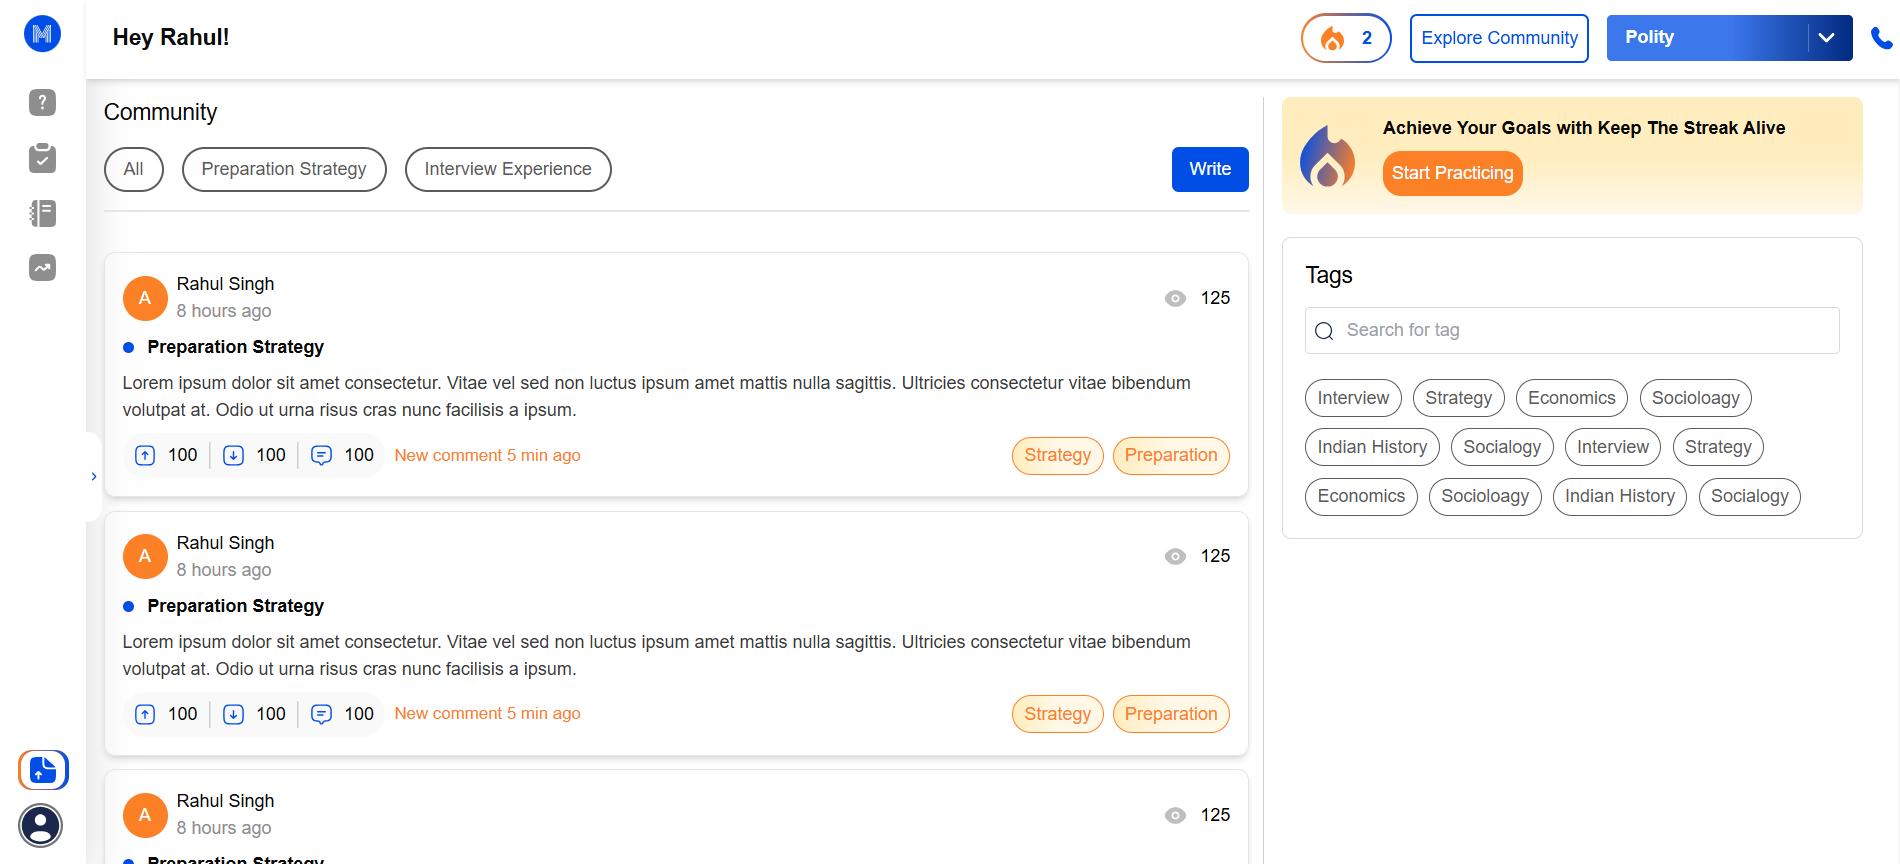 M
Hey Rahul!
2
Explore Community
Polity
?
Community
All
Preparation Strategy
Interview Experience
Write
A
Rahul Singh
8 hours ago
125
Preparation Strategy
Lorem ipsum dolor sit amet consectetur. Vitae vel sed non luctus ipsum amet mattis nulla sagittis. Ultricies consectetur vitae bibendum
volutpat at. Odio ut urna risus cras nunc facilisis a ipsum.
100
100
100
New comment 5 min ago
Strategy
Preparation
A
Rahul Singh
8 hours ago
125
Preparation Strategy
Lorem ipsum dolor sit amet consectetur. Vitae vel sed non luctus ipsum amet mattis nulla sagittis. Ultricies consectetur vitae bibendum
volutpat at. Odio ut urna risus cras nunc facilisis a ipsum.
100
100
100
New comment 5 min ago
Strategy
Preparation
A
Rahul Singh
8 hours ago
125
Preparation Strategy
Achieve Your Goals with Keep The Streak Alive
Start Practicing
Tags
Search for tag
Interview
Strategy
Economics
Socioloagy
Indian History
Socialogy
Interview
Strategy
Economics
Socioloagy
Indian History
Socialogy